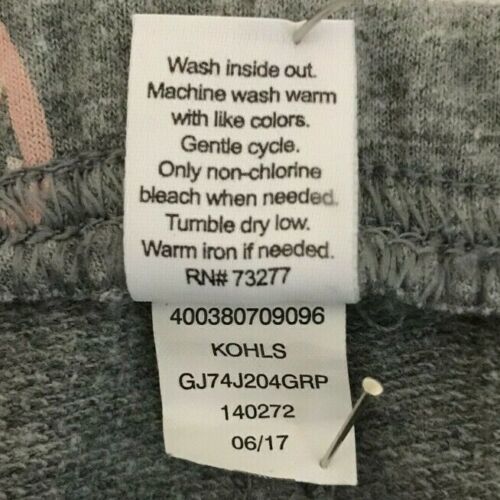 Wash inside out.
Machine wash warm
with like colors.
Gentle cycle.
Only non-chlorine
bleach when needed.
Tumble dry low.
Warm iron if needed.
RN# 73277
400380709096
KOHLS
GJ74J204GRP
140272
06/17